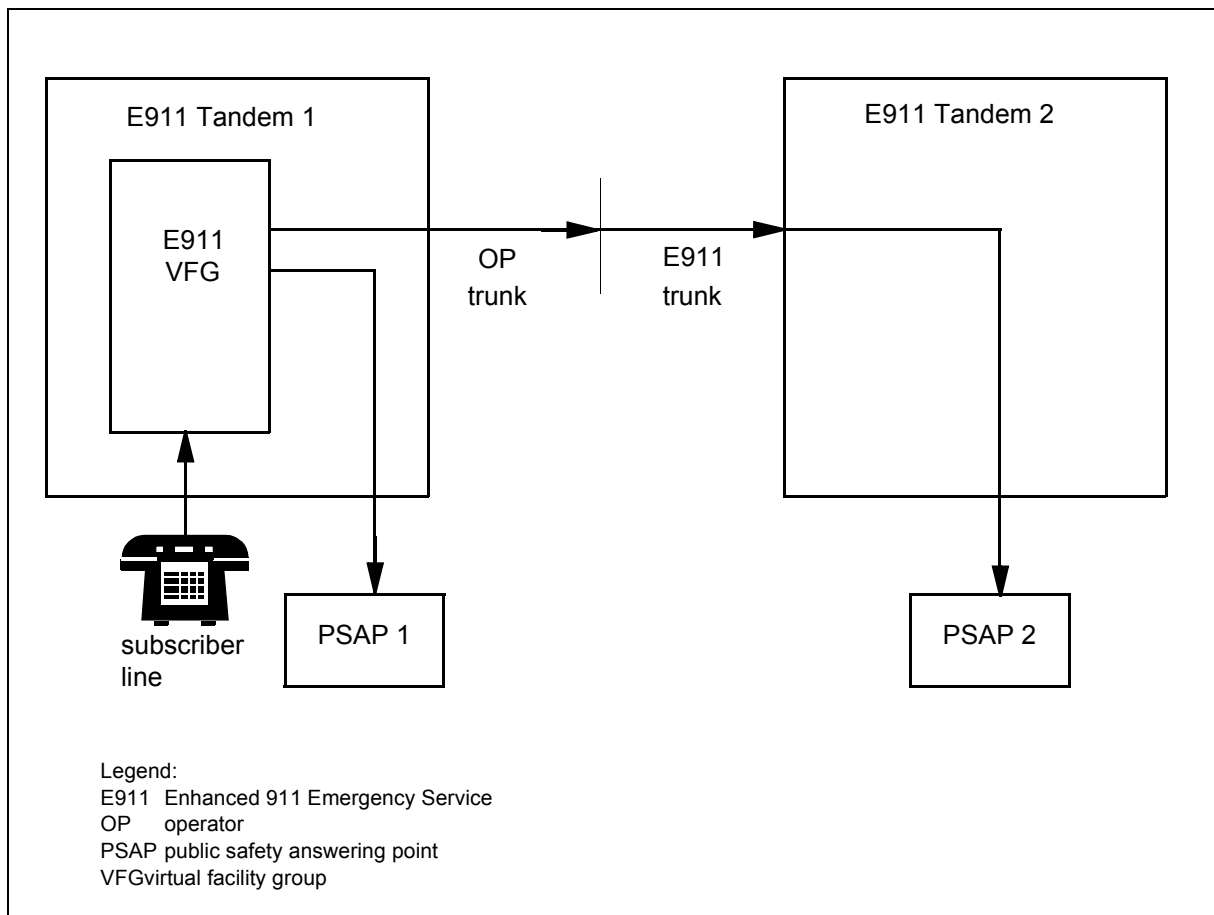 E911 Tandem 1
E911 Tandem 2
E911
VFG
OP
trunk
E911
trunk
subscriber
line
PSAP 1
PSAP 2
Legend:
E911 Enhanced 911 Emergency Service
OP operator
PSAP public safety answering point
VFGvirtual facility group